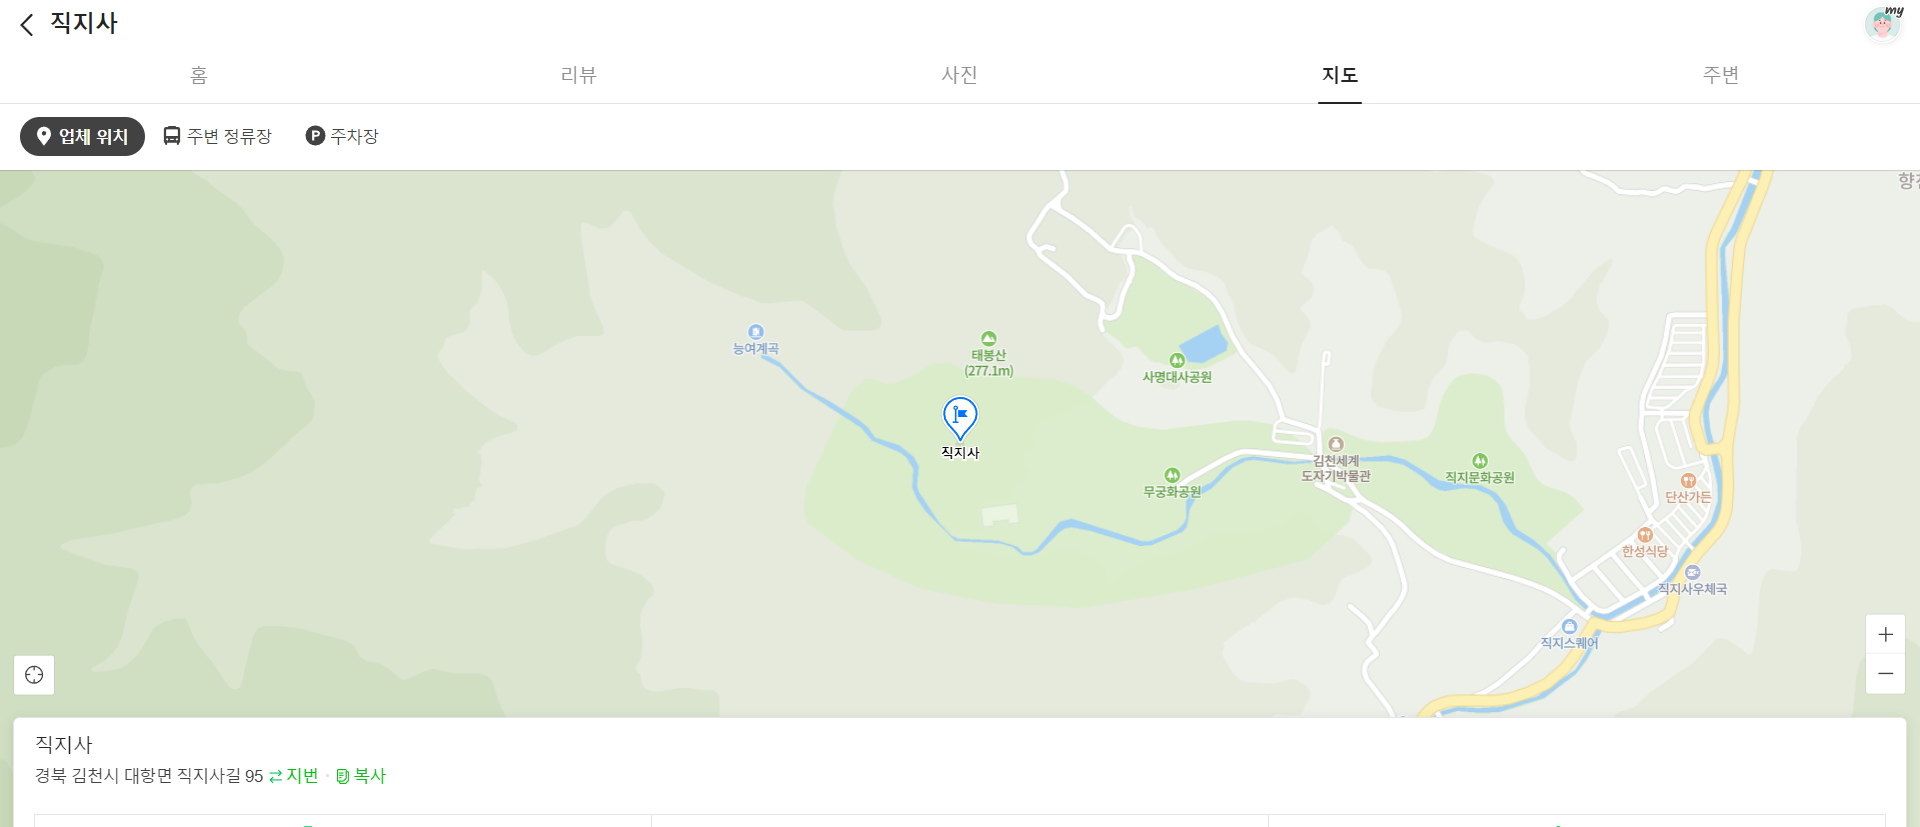 직지사
my
홈
리뷰
사진
지도
주변
업체 위치
주변 정류장
P 주차장
능여계곡
태봉산
(277.1m)
사명대사공원
직지사
무궁화공원
김천세계
도자기박물관
직지문화공원
단산가든
한성식당
직지사우체국
직지스퀘어
직지사
경북 김천시 대항면 직지사길 95 지번 · 복사